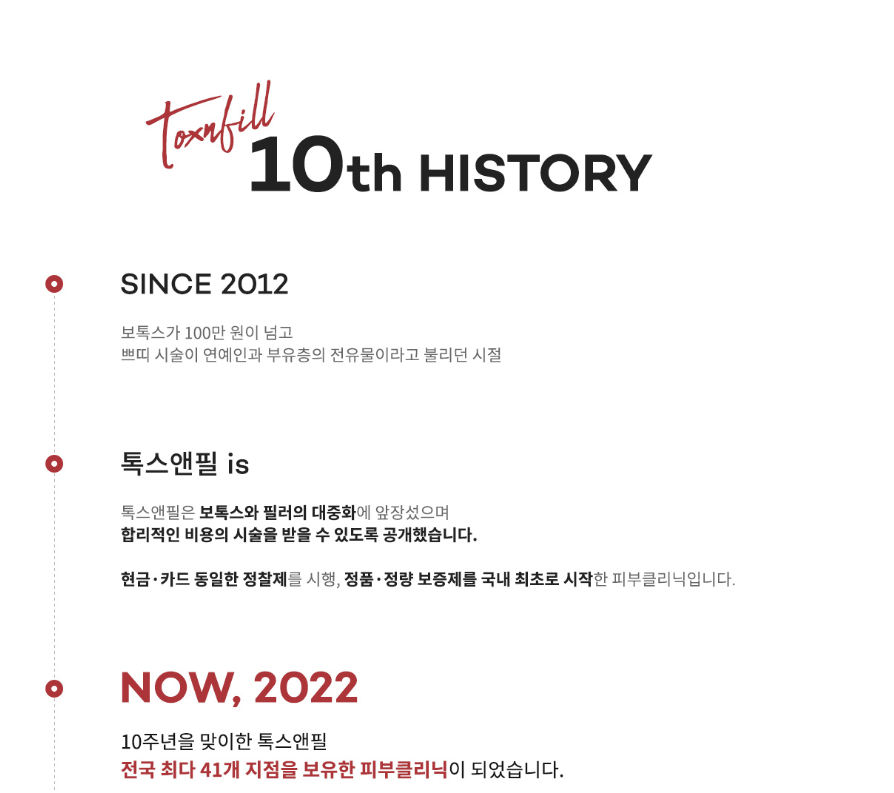 Toxnfill
10th HISTORY
SINCE 2012
보톡스가 100만 원이 넘고
쁘띠 시술이 연예인과 부유층의 전유물이라고 불리던 시절
톡스앤필 is
톡스앤필은 보톡스와 필러의 대중화에 앞장섰으며
합리적인 비용의 시술을 받을 수 있도록 공개했습니다.
현금·카드 동일한 정찰제를 시행, 정품·정량 보증제를 국내 최초로 시작한 피부클리닉입니다.
NOW, 2022
10주년을 맞이한 톡스앤필
전국 최다 41개 지점을 보유한 피부클리닉이 되었습니다.